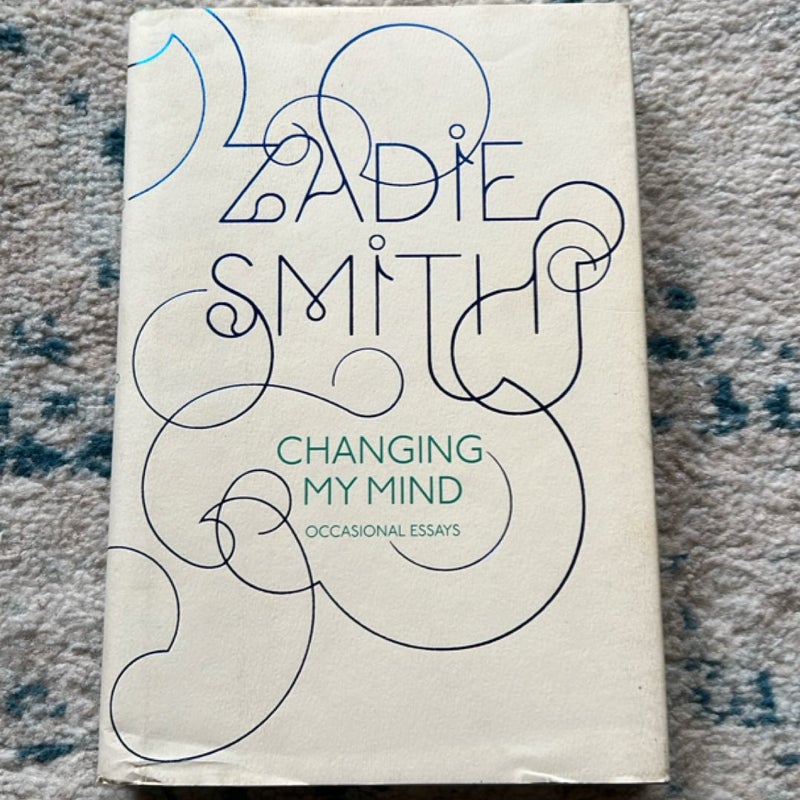 ZADiE
SMiTH
CHANGING
MY MIND
OCCASIONAL ESSAYS